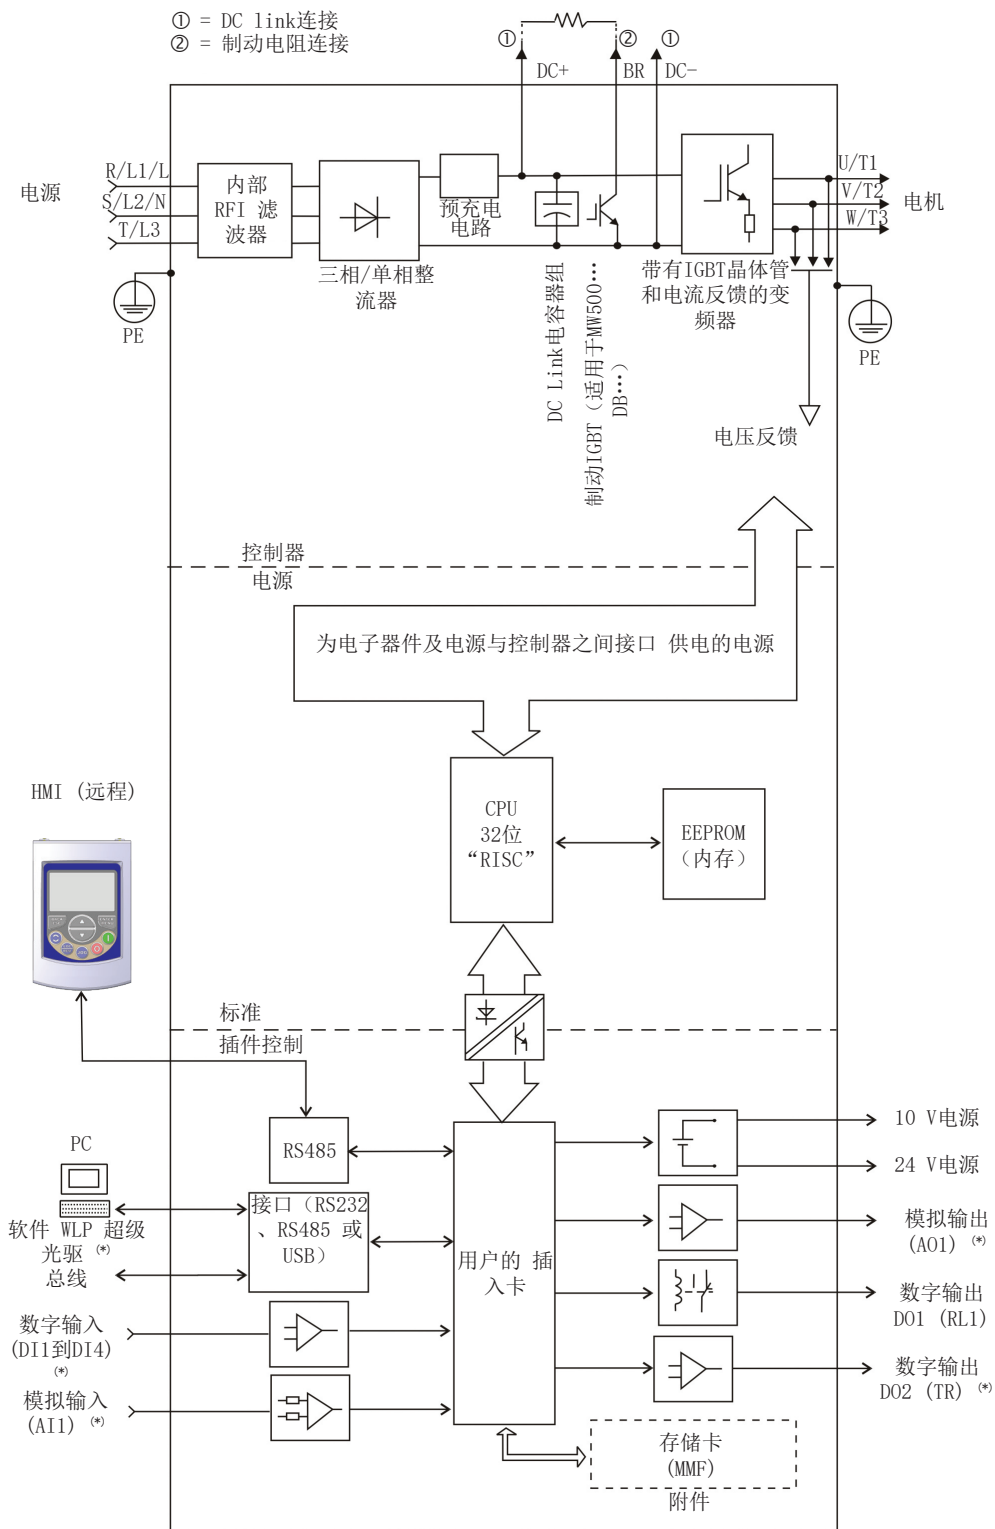 ① = DC link连接
② = 制动电阻连接
①
②
①
DC+
BR
DC-
电源
R/L1/L
S/L2/N
T/L3
内部
RFI 滤
波器
预充电
电路
U/T1
V/T2
W/T3
电机
PE
三相/单相整
流器
DC Link电容器组
制动IGBT（适用于MW500…
DB…）
带有IGBT晶体管
和电流反馈的变
频器
PE
电压反馈
控制器
电源
为电子器件及电源与控制器之间接口 供电的电源
HMI (远程)
CPU
32位
“RISC”
EEPROM
（内存）
标准
插件控制
PC
RS485
10 V电源
24 V电源
接口（RS232
、RS485 或
USB）
软件 WLP 超级
光驱 (*)
总线
用户的 插
入卡
模拟输出
(AO1) (*)
数字输出
DO1 (RL1)
数字输入
(DI1到DI4)
(*)
数字输出
DO2 (TR) (*)
模拟输入
(AI1) (*)
存储卡
(MMF)
附件